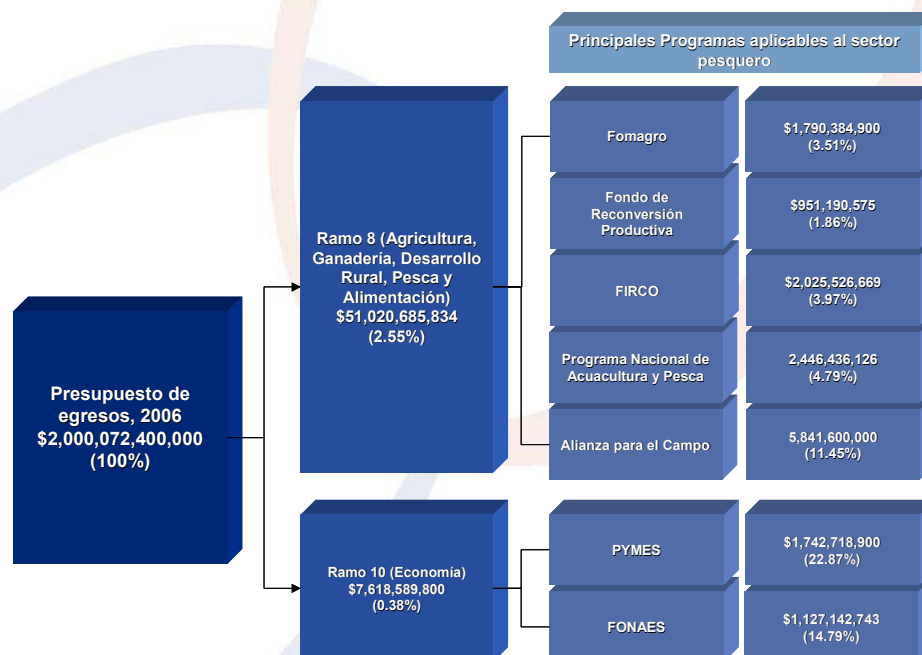 Principales Programas aplicables al sector
pesquero
Presupuesto de
egresos, 2006
$2,000,072,400,000
(100%)
Ramo 8 (Agricultura,
Ganadería, Desarrollo
Rural, Pesca y
Alimentación)
$51,020,685,834
(2.55%)
Fomagro
$1,790,384,900
(3.51%)
Fondo de
Reconversión
Productiva
$951,190,575
(1.86%)
FIRCO
$2,025,526,669
(3.97%)
Programa Nacional de
Acuacultura y Pesca
2,446,436,126
(4.79%)
Alianza para el Campo
5,841,600,000
(11.45%)
Ramo 10 (Economía)
$7,618,589,800
(0.38%)
PYMES
$1,742,718,900
(22.87%)
FONAES
$1,127,142,743
(14.79%)